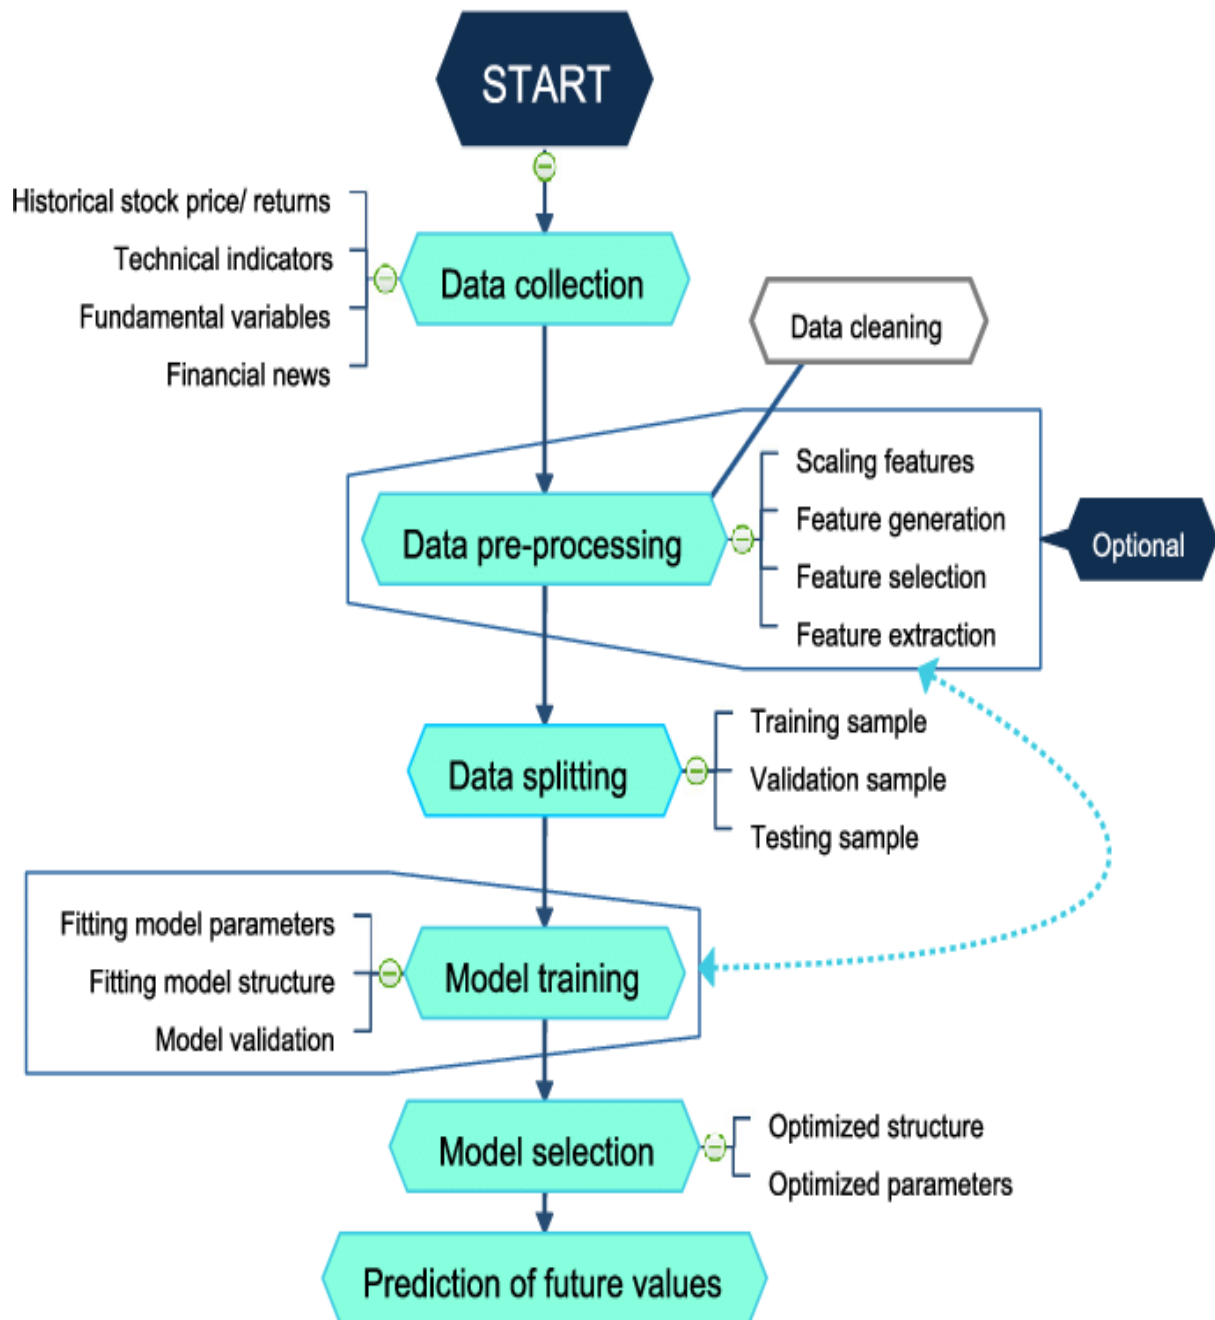 START
Historical stock price/ returns
Technical indicators
Fundamental variables
Financial news
Data collection
Data cleaning
Data pre-processing
Scaling features
Feature generation
Feature selection
Feature extraction
Optional
Data splitting
Training sample
Validation sample
Testing sample
Fitting model parameters
Fitting model structure
Model validation
Model training
Model selection
Optimized structure
Optimized parameters
Prediction of future values